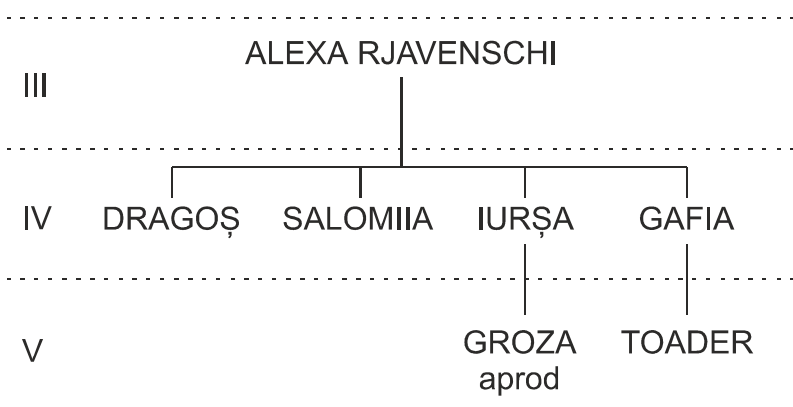 ALEXA RJAVENSCHI
III
IV DRAGOȘ SALOMIIA IURȘA GAFIA
V GROZA TOADER
aprod